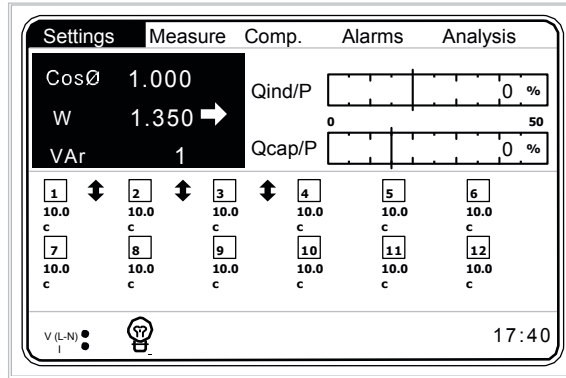 Settings Measure Comp. Alarms Analysis
CosØ 1.000
W 1.350
VAr 1
Qind/P 0 %
0 50
Qcap/P 0 %
1 2 3 4 5 6
10.0 10.0 10.0 10.0 10.0 10.0
c c c c c c
7 8 9 10 11 12
10.0 10.0 10.0 10.0 10.0 10.0
c c c c c c
V (L-N)
I
17:40